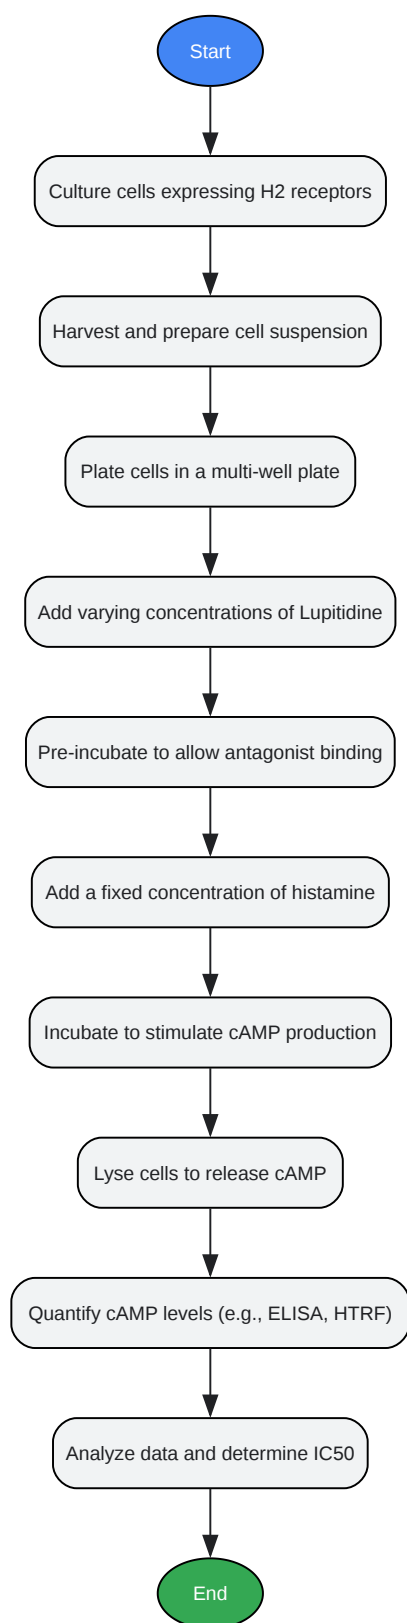 Start
Culture cells expressing H2 receptors
Harvest and prepare cell suspension
Plate cells in a multi-well plate
Add varying concentrations of Lupitidine
Pre-incubate to allow antagonist binding
Add a fixed concentration of histamine
Incubate to stimulate cAMP production
Lyse cells to release cAMP
Quantify cAMP levels (e.g., ELISA, HTRF)
Analyze data and determine IC50
End